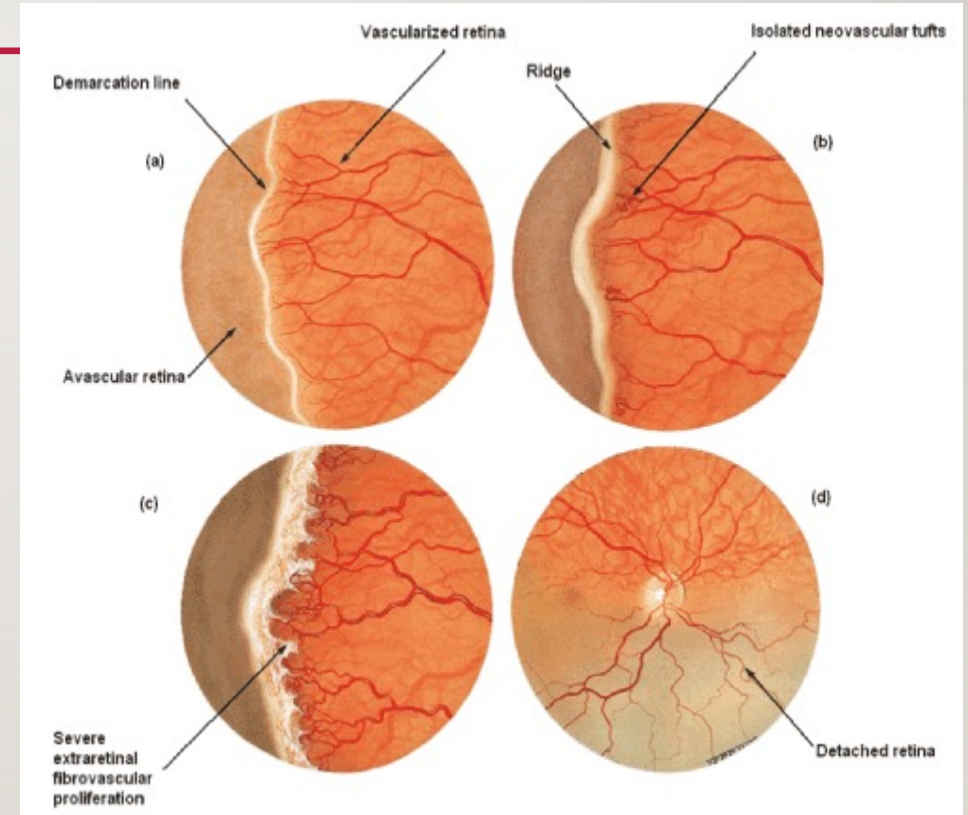 Vascularized retina
Isolated neovascular tufts
Demarcation line
Ridge
(a)
(b)
Avascular retina
(c)
(d)
Severe
extraretinal
fibrovascular
proliferation
Detached retina